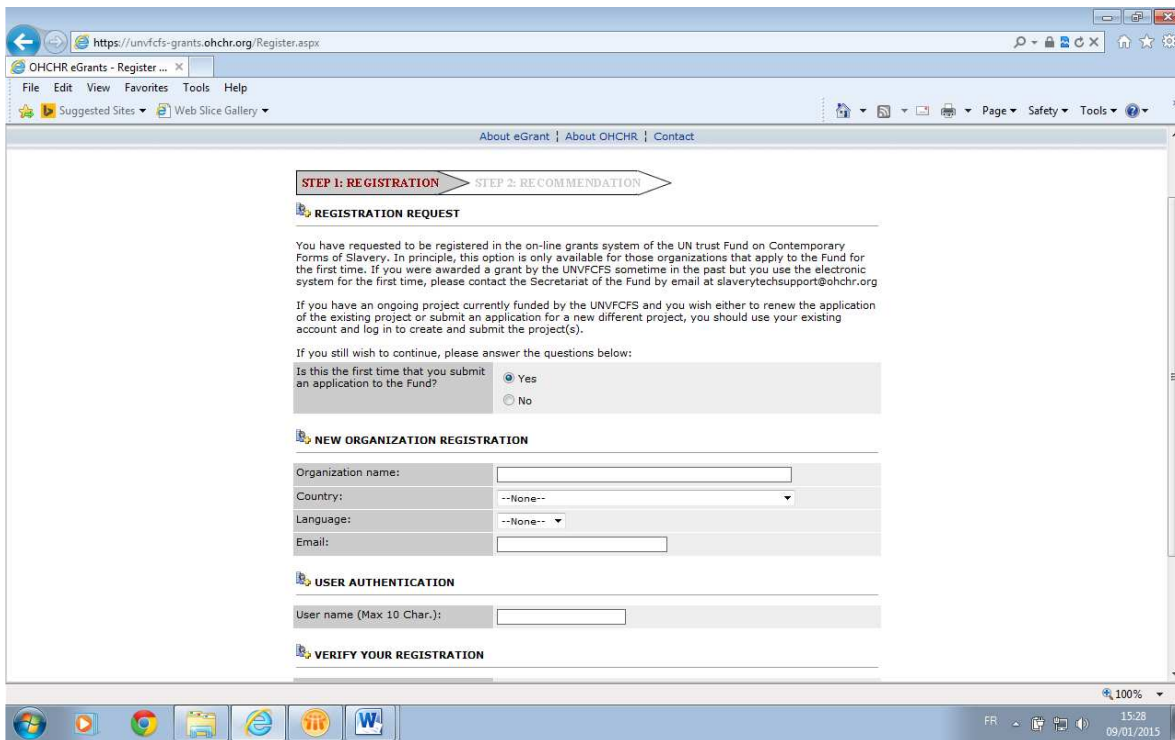 https://unvfcfs-grants.ohchr.org/Register.aspx
OHCHR eGrants - Register ...
File Edit View Favorites Tools Help
Suggested Sites Web Slice Gallery
Page Safety Tools
About eGrant ¦ About OHCHR ¦ Contact
STEP 1: REGISTRATION STEP 2: RECOMMENDATION
REGISTRATION REQUEST
You have requested to be registered in the on-line grants system of the UN trust Fund on Contemporary
Forms of Slavery. In principle, this option is only available for those organizations that apply to the Fund for
the first time. If you were awarded a grant by the UNVFCFS sometime in the past but you use the electronic
system for the first time, please contact the Secretariat of the Fund by email at slaverytechsupport@ohchr.org
If you have an ongoing project currently funded by the UNVFCFS and you wish either to renew the application
of the existing project or submit an application for a new different project, you should use your existing
account and log in to create and submit the project(s).
If you still wish to continue, please answer the questions below:
Is this the first time that you submit
an application to the Fund?
Yes
No
NEW ORGANIZATION REGISTRATION
Organization name:
Country: --None--
Language: --None--
Email:
USER AUTHENTICATION
User name (Max 10 Char.):
VERIFY YOUR REGISTRATION
100%
FR
15:28
09/01/2015